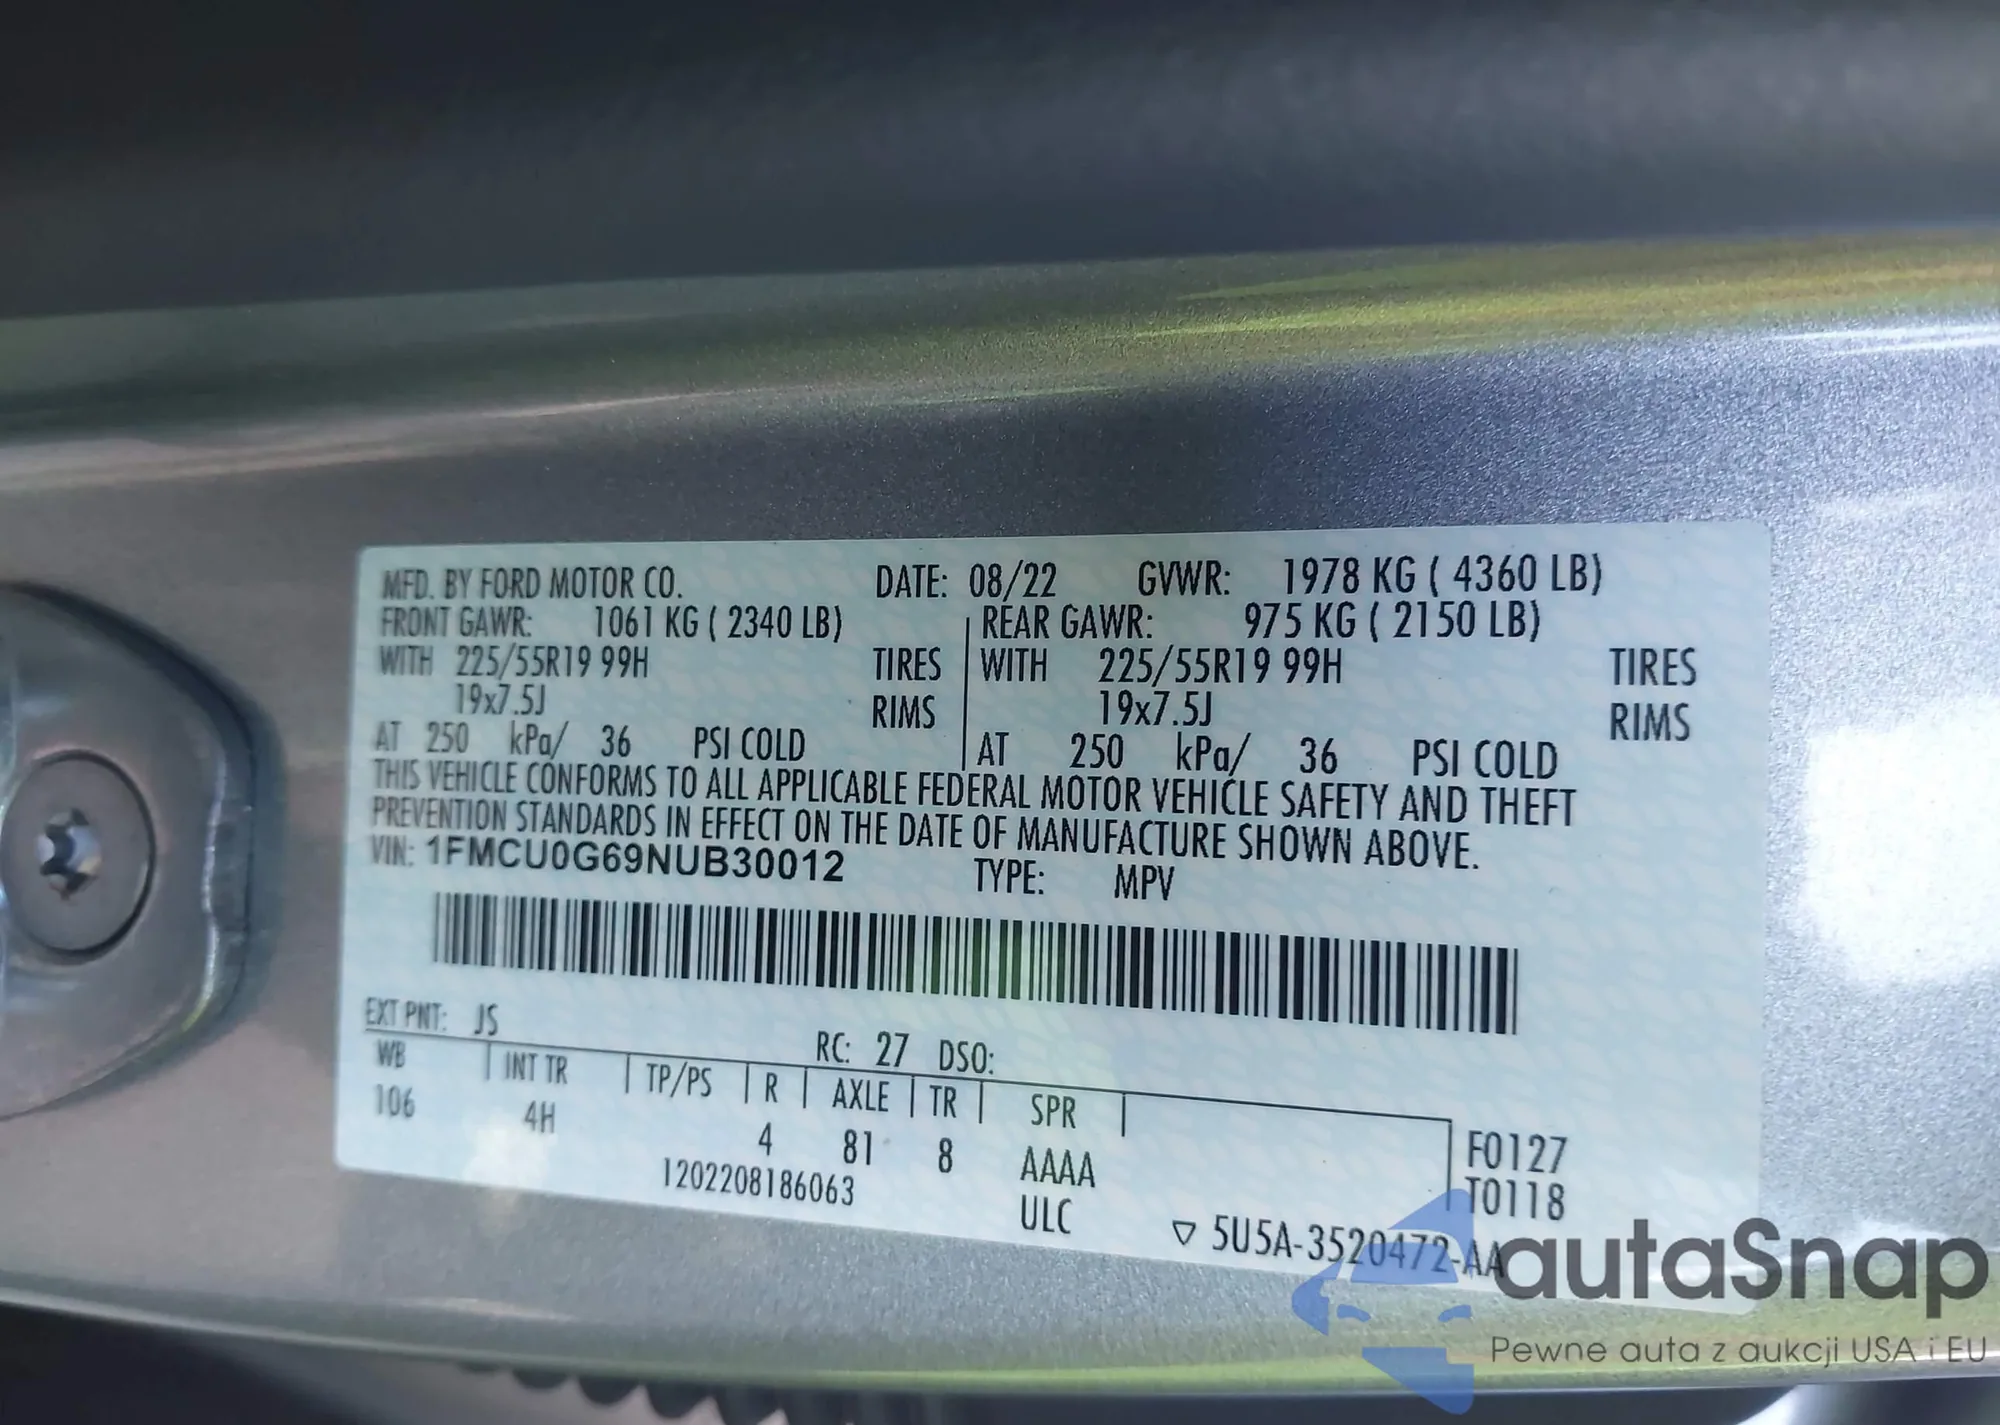 MFD. BY FORD MOTOR CO. DATE: 08/22 GVWR: 1978 KG ( 4360 LB)
FRONT GAWR: 1061 KG ( 2340 LB) REAR GAWR: 975 KG ( 2150 LB)
WITH 225/55R19 99H TIRES WITH 225/55R19 99H TIRES
19x7.5J RIMS 19x7.5J RIMS
AT 250 kPa/ 36 PSI COLD AT 250 kPa/ 36 PSI COLD
THIS VEHICLE CONFORMS TO ALL APPLICABLE FEDERAL MOTOR VEHICLE SAFETY AND THEFT
PREVENTION STANDARDS IN EFFECT ON THE DATE OF MANUFACTURE SHOWN ABOVE.
VIN: 1FMCU0G69NUB30012 TYPE: MPV
EXT PNT: JS RC: 27 DSO:
WB INT TR TP/PS R AXLE TR SPR
106 4H 4 81 8 AAAA F0127
1202208186063 ULC T0118
5U5A-3520472-AA
autaSnap
Pewne auta z aukcji USA i EU